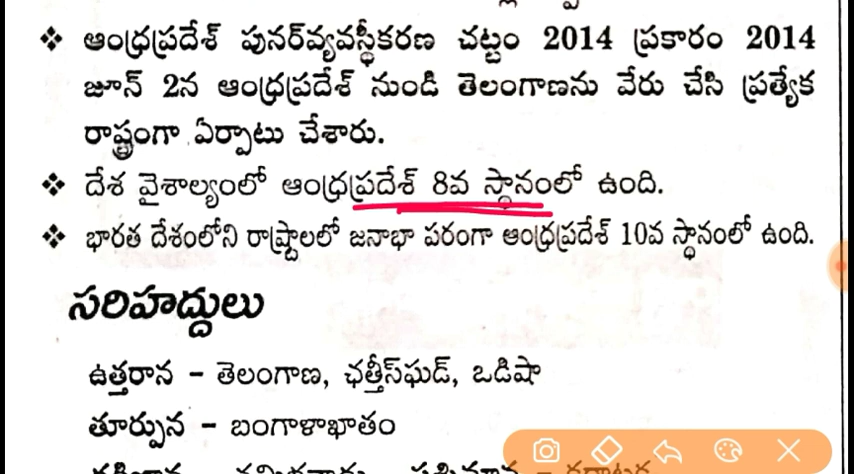 ❖ ఆంధ్రప్రదేశ్ పునర్‌వ్యవస్థీకరణ చట్టం 2014 ప్రకారం 2014
జూన్ 2న ఆంధ్రప్రదేశ్ నుండి తెలంగాణను వేరు చేసి ప్రత్యేక
రాష్ట్రంగా ఏర్పాటు చేశారు.
❖ దేశ వైశాల్యంలో ఆంధ్రప్రదేశ్ 8వ స్థానంలో ఉంది.
❖ భారత దేశంలోని రాష్ట్రాలలో జనాభా పరంగా ఆంధ్రప్రదేశ్ 10వ స్థానంలో ఉంది.
సరిహద్దులు
ఉత్తరాన – తెలంగాణ, ఛత్తీస్‌ఘడ్, ఒడిషా
తూర్పున – బంగాళాఖాతం